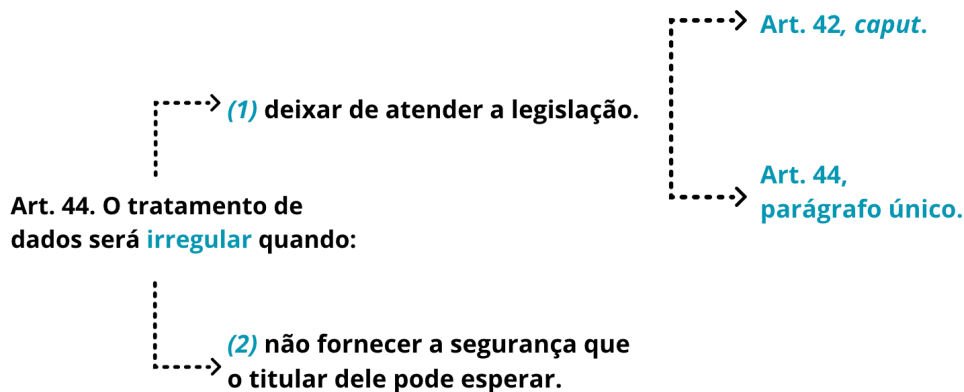 Art. 42, caput.
(1) deixar de atender a legislação.
Art. 44,
parágrafo único.
Art. 44. O tratamento de
dados será irregular quando:
(2) não fornecer a segurança que
o titular dele pode esperar.